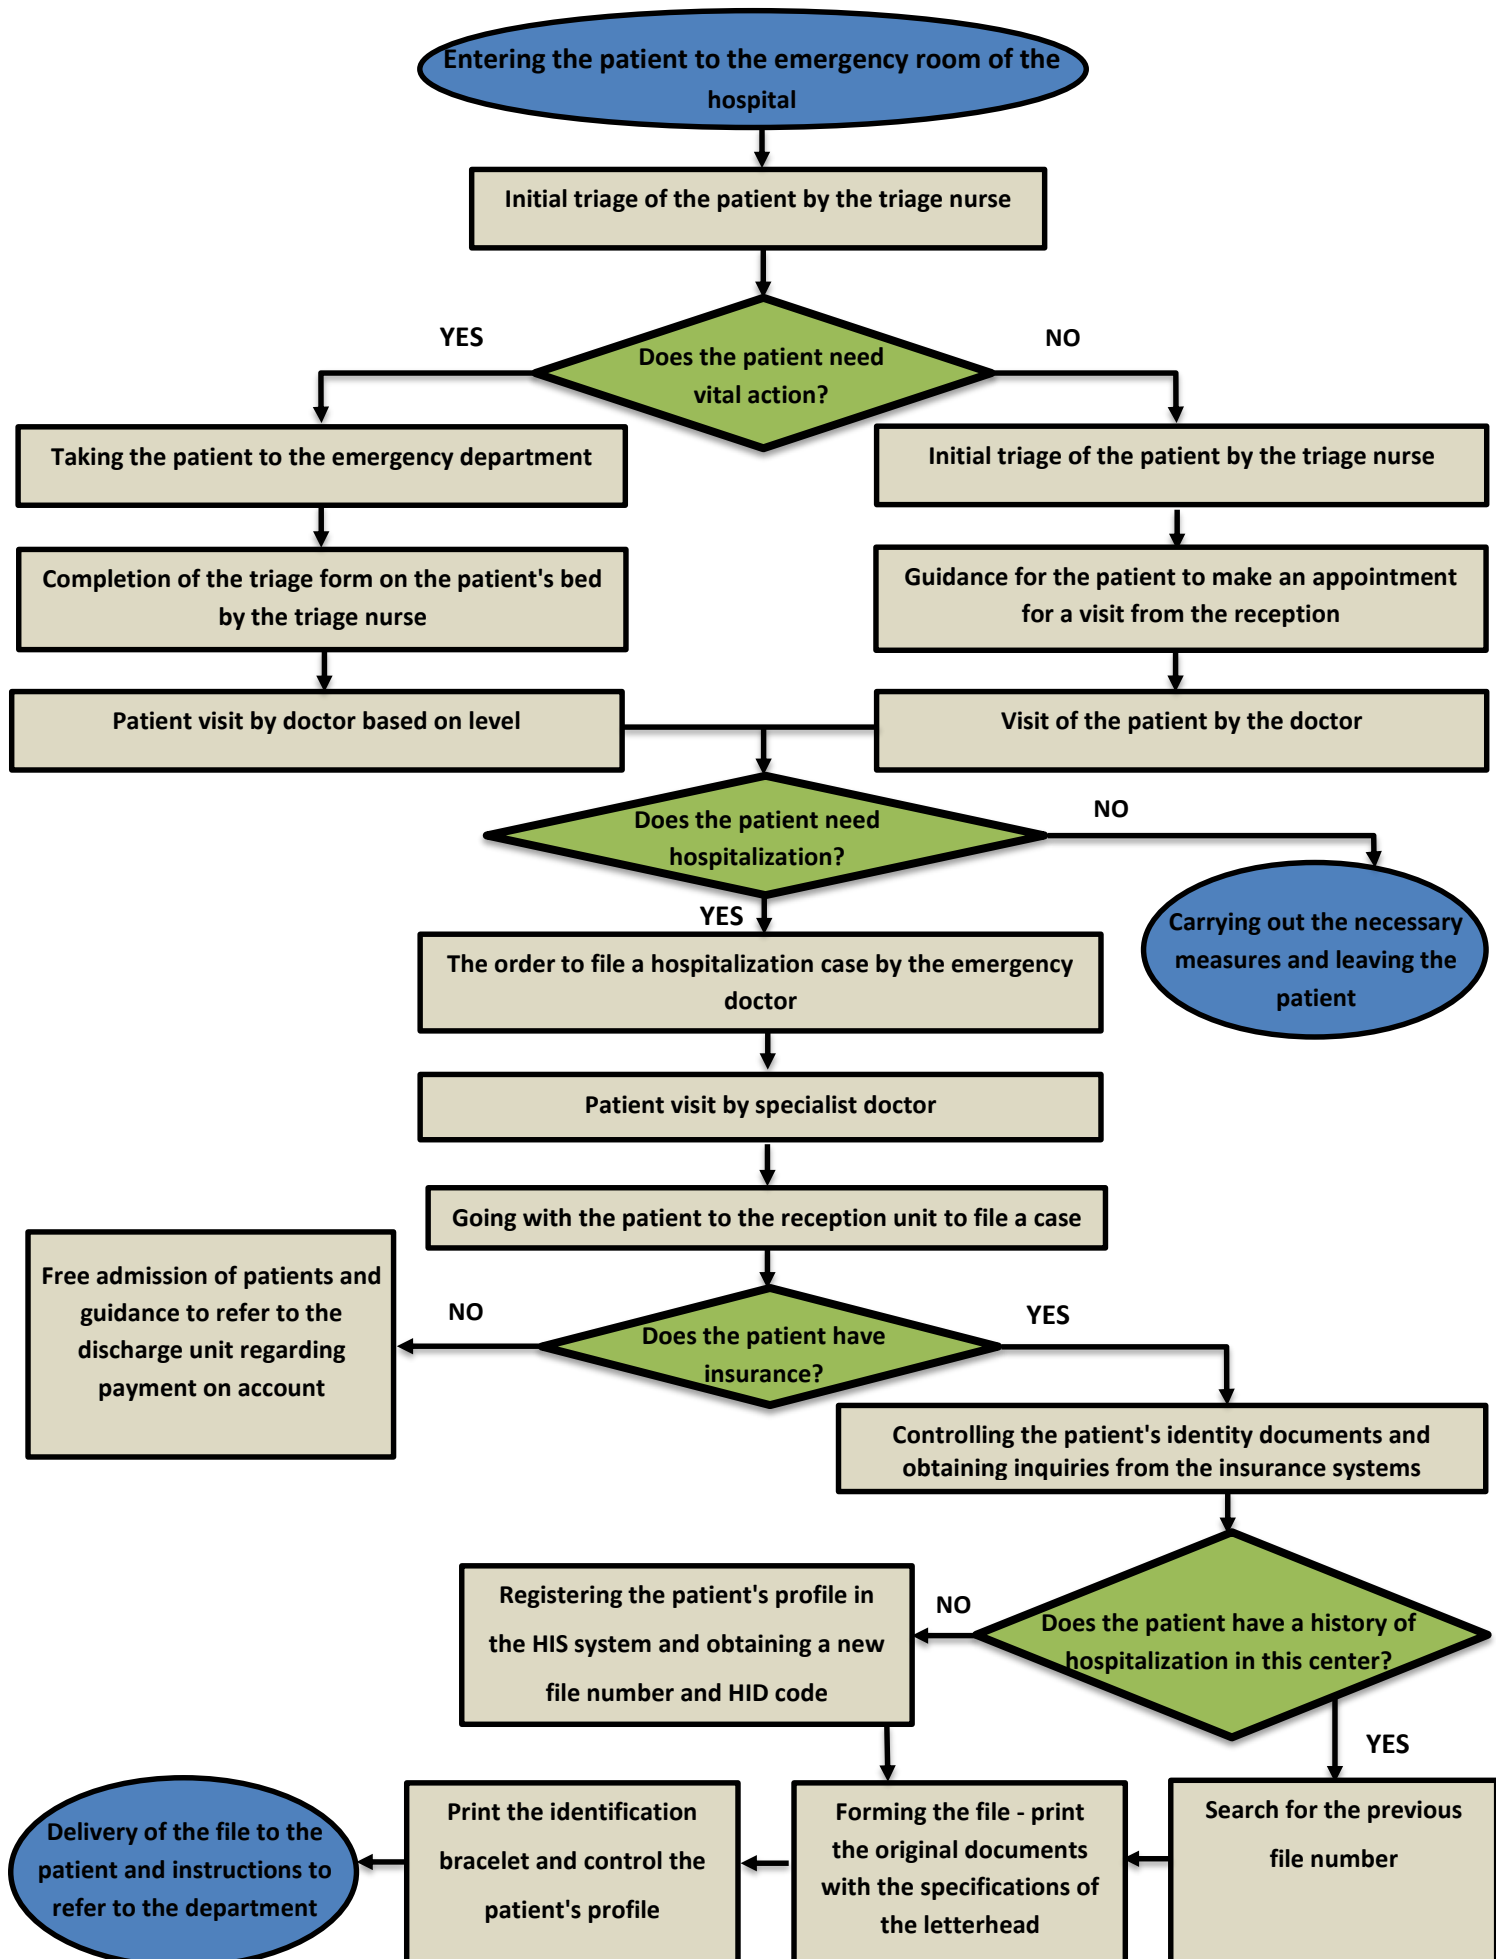 Entering the patient to the emergency room of the
hospital
Initial triage of the patient by the triage nurse
YES
NO
Does the patient need
vital action?
Taking the patient to the emergency department
Initial triage of the patient by the triage nurse
Completion of the triage form on the patient's bed
by the triage nurse
Guidance for the patient to make an appointment
for a visit from the reception
Patient visit by doctor based on level
Visit of the patient by the doctor
Does the patient need
hospitalization?
NO
YES
Carrying out the necessary
measures and leaving the
patient
The order to file a hospitalization case by the emergency
doctor
Patient visit by specialist doctor
Going with the patient to the reception unit to file a case
Free admission of patients and
guidance to refer to the
discharge unit regarding
payment on account
NO
YES
Does the patient have
insurance?
Controlling the patient's identity documents and
obtaining inquiries from the insurance systems
Registering the patient's profile in
the HIS system and obtaining a new
file number and HID code
NO
Does the patient have a history of
hospitalization in this center?
YES
Delivery of the file to the
patient and instructions to
refer to the department
Print the identification
bracelet and control the
patient's profile
Forming the file - print
the original documents
with the specifications of
the letterhead
Search for the previous
file number